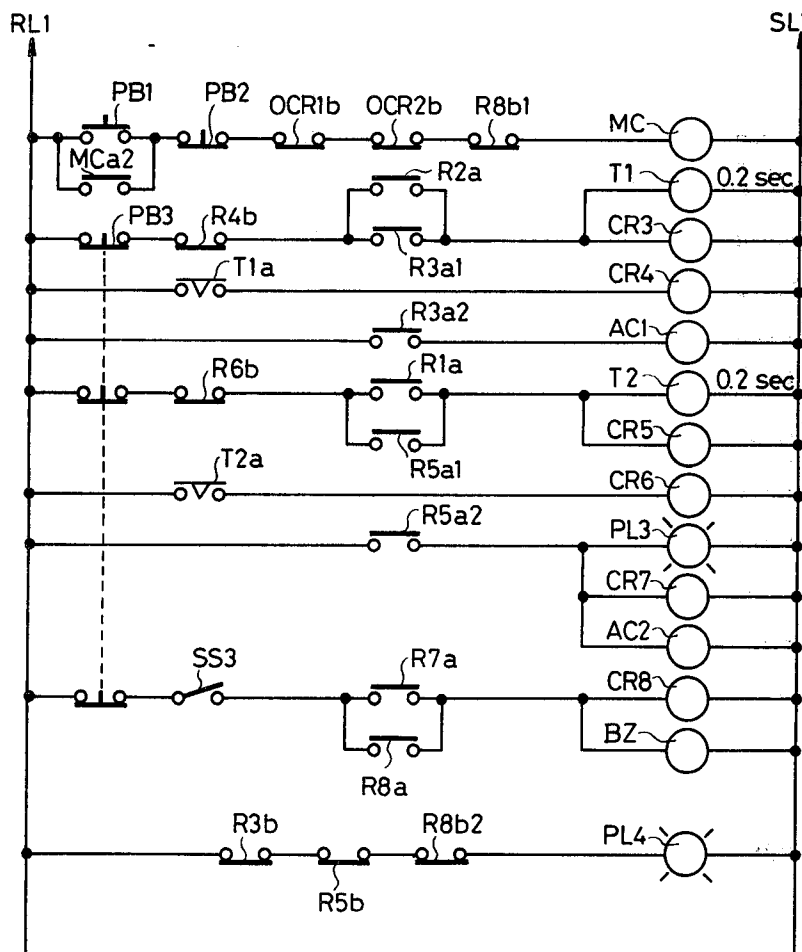 RL1
SL1
PB1
PB2
OCR1b
OCR2b
R8b1
MC
MCa2
R2a
T1
0.2 sec
PB3
R4b
R3a1
CR3
T1a
CR4
R3a2
AC1
R6b
R1a
T2
0.2 sec
R5a1
CR5
T2a
CR6
R5a2
PL3
CR7
AC2
SS3
R7a
CR8
R8a
BZ
R3b
R5b
R8b2
PL4